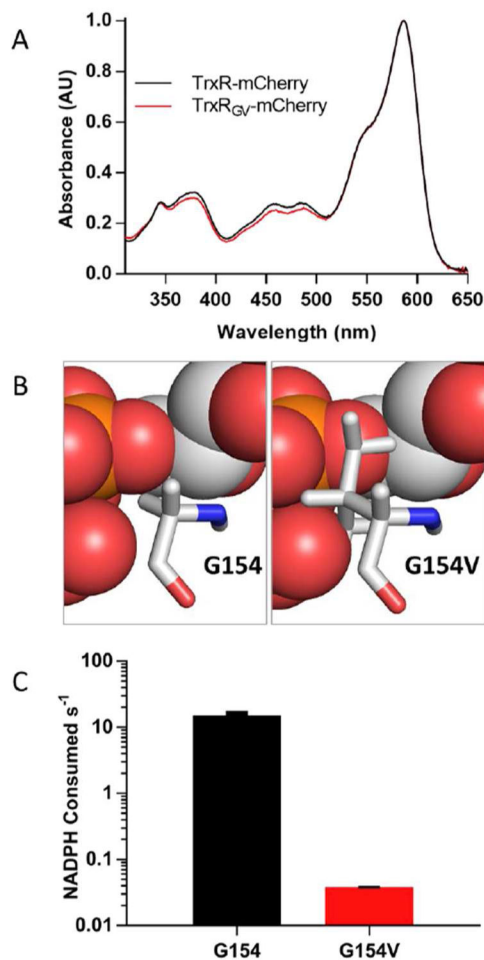 A
Absorbance (AU)
1.0
0.8
0.6
0.4
0.2
0.0
TrxR-mCherry
TrxRGV-mCherry
350 400 450 500 550 600 650
Wavelength (nm)
B
G154
G154V
C
NADPH Consumed s-1
100
10
1
0.1
0.01
G154 G154V